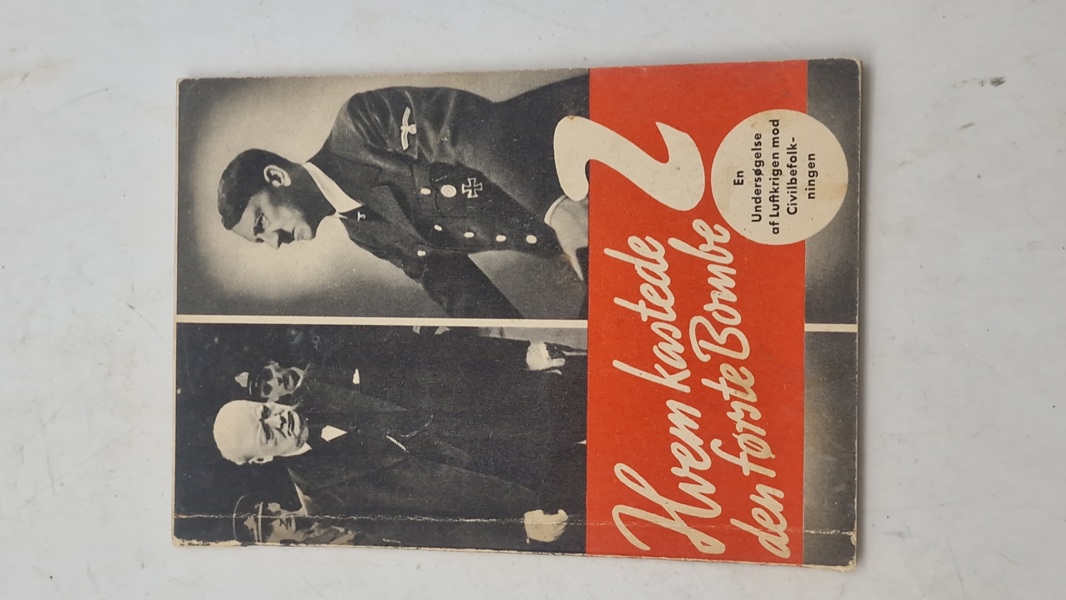 Hvem kastede
den første Bombe?
En
Undersøgelse
af Luftkrigen mod
Civilbefolk-
ningen